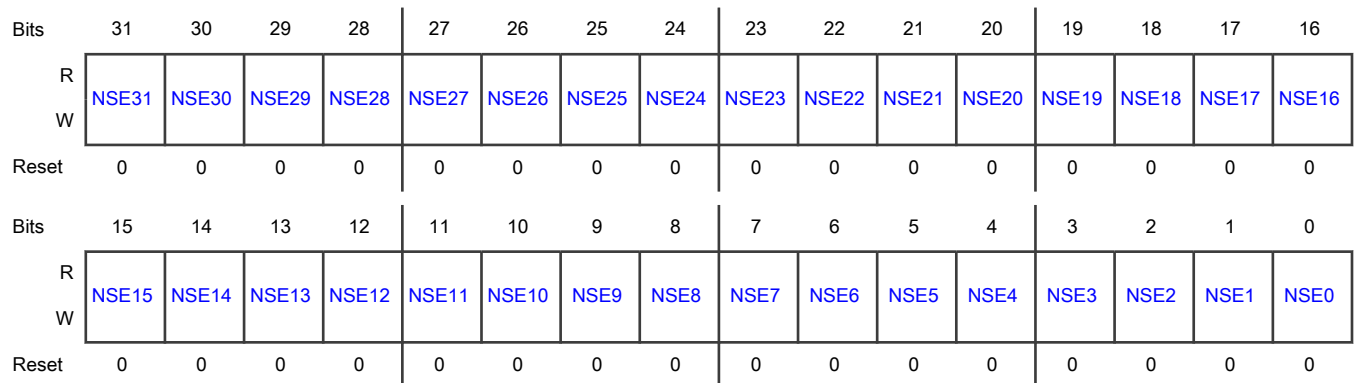 Bits 31 30 29 28 27 26 25 24 23 22 21 20 19 18 17 16
R
NSE31 NSE30 NSE29 NSE28 NSE27 NSE26 NSE25 NSE24 NSE23 NSE22 NSE21 NSE20 NSE19 NSE18 NSE17 NSE16
W
Reset 0 0 0 0 0 0 0 0 0 0 0 0 0 0 0 0
Bits 15 14 13 12 11 10 9 8 7 6 5 4 3 2 1 0
R
NSE15 NSE14 NSE13 NSE12 NSE11 NSE10 NSE9 NSE8 NSE7 NSE6 NSE5 NSE4 NSE3 NSE2 NSE1 NSE0
W
Reset 0 0 0 0 0 0 0 0 0 0 0 0 0 0 0 0